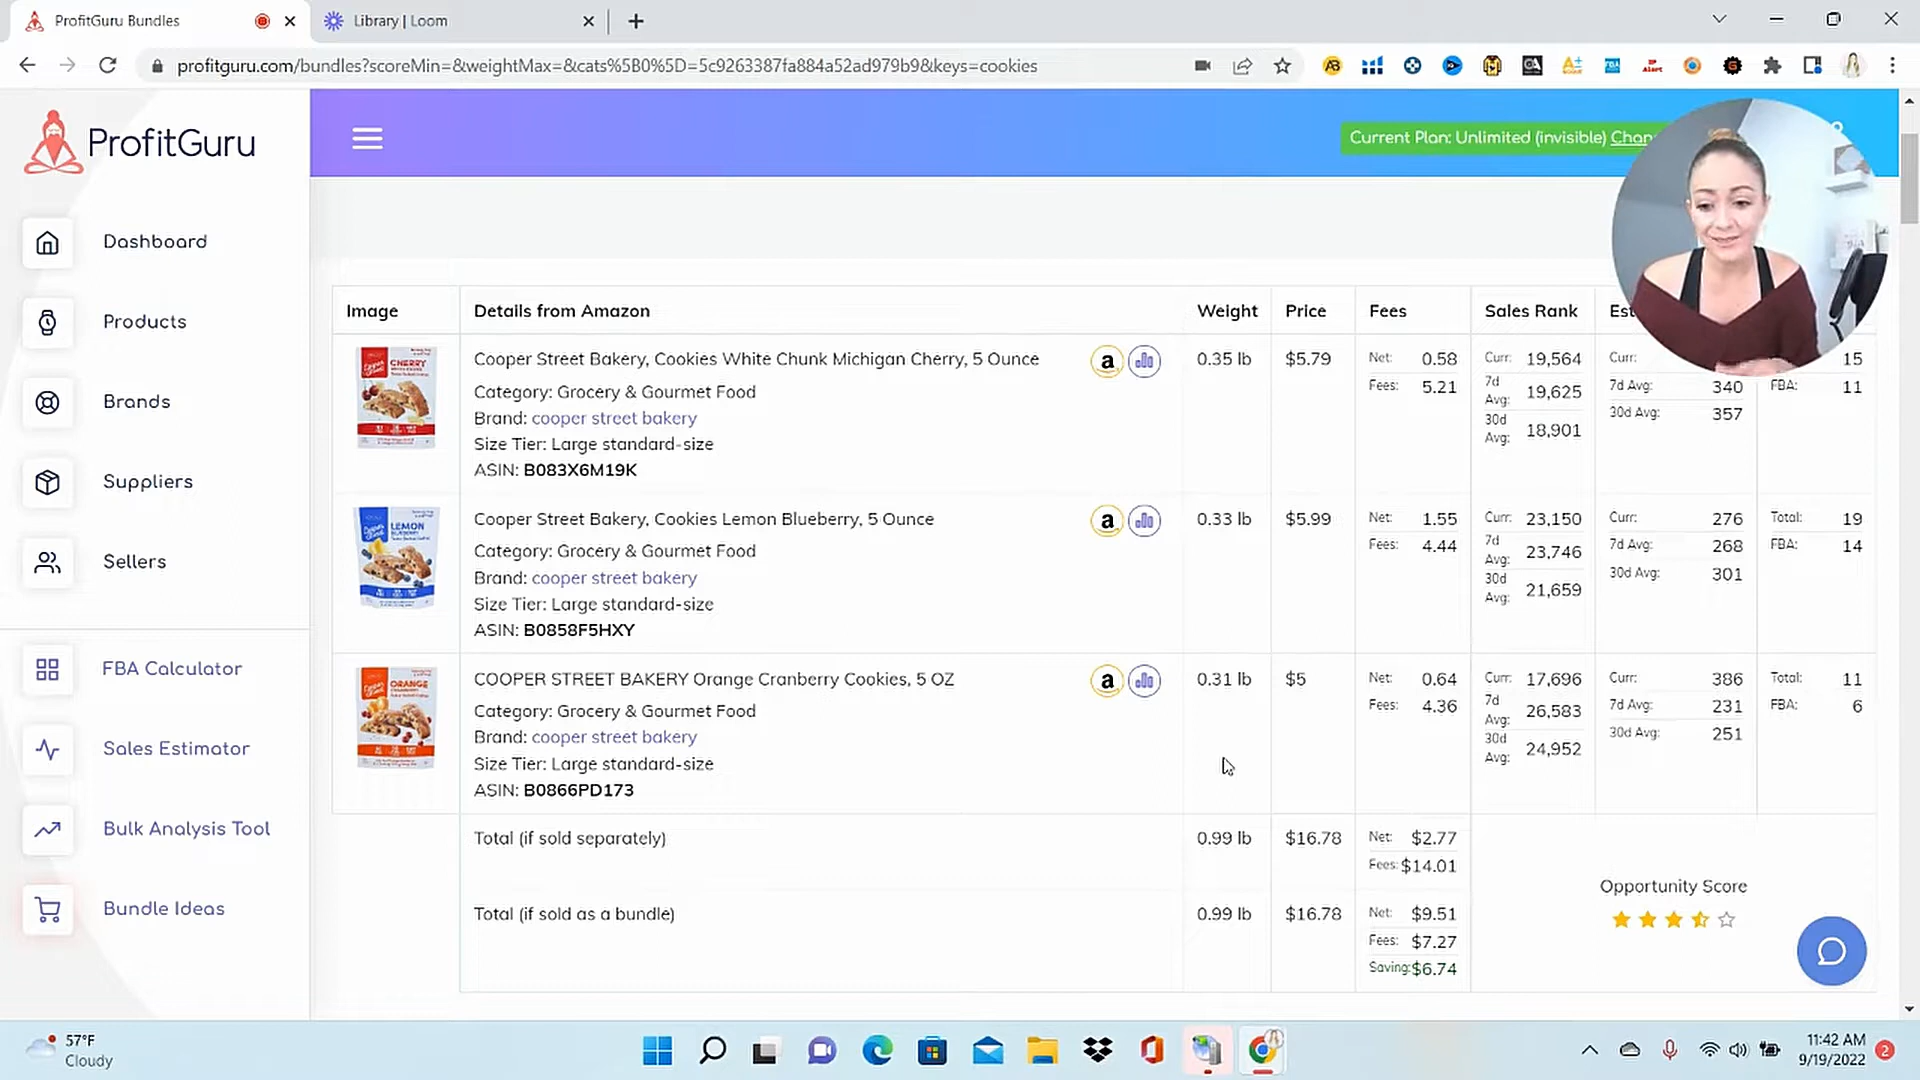 ProfitGuru Bundles
Library | Loom
profitguru.com/bundles?scoreMin=&weightMax=&cats%5B0%5D=5c9263387fa884a52ad979b9&keys=cookies
ProfitGuru
Current Plan: Unlimited (invisible)
Dashboard
Products
Brands
Suppliers
Sellers
FBA Calculator
Sales Estimator
Bulk Analysis Tool
Bundle Ideas
Image Details from Amazon Weight Price Fees Sales Rank
CHERRY
Cooper Street Bakery, Cookies White Chunk Michigan Cherry, 5 Ounce
Category: Grocery & Gourmet Food
Brand: cooper street bakery
Size Tier: Large standard-size
ASIN: B083X6M19K
a
0.35 lb
$5.79
Net: 0.58
Fees: 5.21
Curr: 19,564
7d Avg: 19,625
30d Avg: 18,901
Curr:
7d Avg: 340
30d Avg: 357
15
FBA: 11
LEMON
BLUEBERRY
Cooper Street Bakery, Cookies Lemon Blueberry, 5 Ounce
Category: Grocery & Gourmet Food
Brand: cooper street bakery
Size Tier: Large standard-size
ASIN: B0858F5HXY
a
0.33 lb
$5.99
Net: 1.55
Fees: 4.44
Curr: 23,150
7d Avg: 23,746
30d Avg: 21,659
Curr: 276
7d Avg: 268
30d Avg: 301
Total: 19
FBA: 14
ORANGE
COOPER STREET BAKERY Orange Cranberry Cookies, 5 OZ
Category: Grocery & Gourmet Food
Brand: cooper street bakery
Size Tier: Large standard-size
ASIN: B0866PD173
a
0.31 lb
$5
Net: 0.64
Fees: 4.36
Curr: 17,696
7d Avg: 26,583
30d Avg: 24,952
Curr: 386
7d Avg: 231
30d Avg: 251
Total: 11
FBA: 6
Total (if sold separately) 0.99 lb $16.78
Net: $2.77
Fees: $14.01
Total (if sold as a bundle) 0.99 lb $16.78
Net: $9.51
Fees: $7.27
Saving: $6.74
Opportunity Score
57°F
Cloudy
11:42 AM
9/19/2022
2